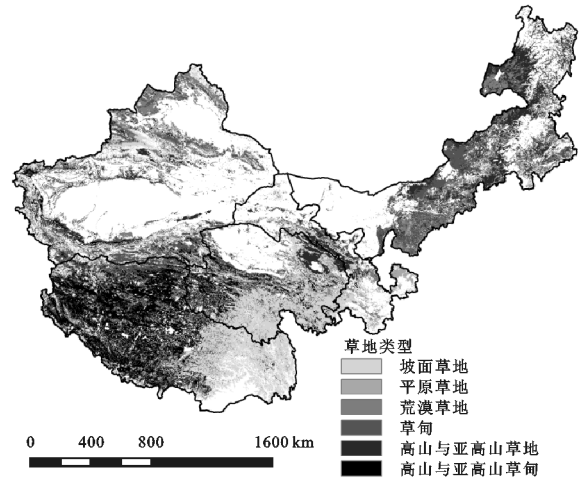 草地类型
坡面草地
平原草地
荒漠草地
草甸
高山与亚高山草地
高山与亚高山草甸
0 400 800 1600 km